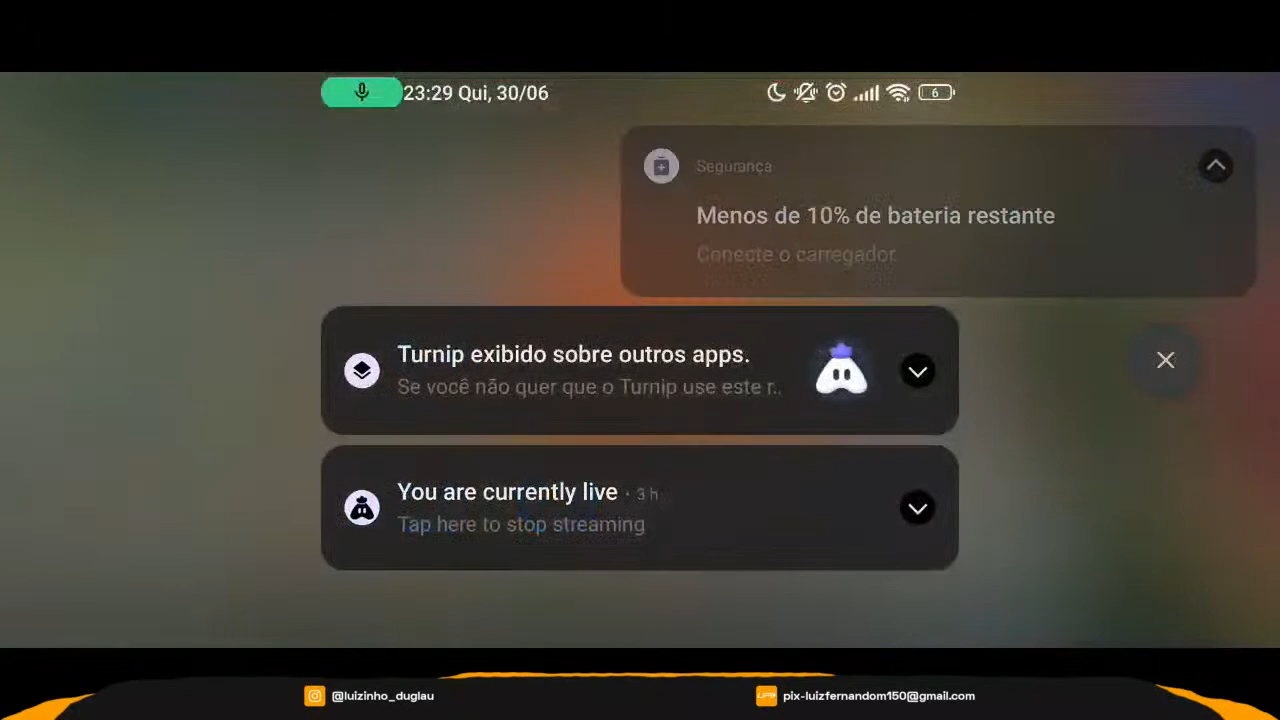 23:29 Qui, 30/06
6
Segurança
Menos de 10% de bateria restante
Conecte o carregador.
Turnip exibido sobre outros apps.
Se você não quer que o Turnip use este r..
You are currently live · 3 h
Tap here to stop streaming
@luizinho_duglau
pix-luizfernandom150@gmail.com